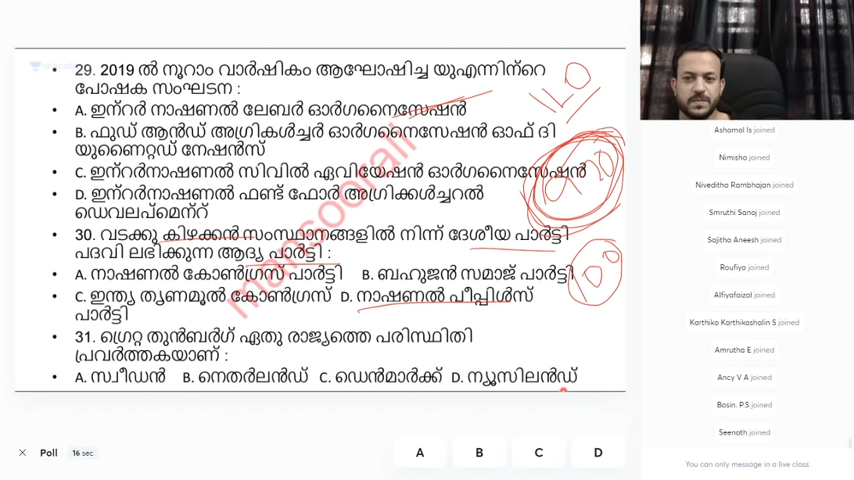 29. 2019 ൽ നൂറാം വാർഷികം ആഘോഷിച്ച യുഎന്നിന്റെ
പോഷക സംഘടന :
A. ഇന്റർ നാഷണൽ ലേബർ ഓർഗനൈസേഷൻ
B. ഫുഡ് ആൻഡ് അഗ്രികൾച്ചർ ഓർഗനൈസേഷൻ ഓഫ് ദി
യുണൈറ്റഡ് നേഷൻസ്
C. ഇന്റർനാഷണൽ സിവിൽ ഏവിയേഷൻ ഓർഗനൈസേഷൻ
D. ഇന്റർനാഷണൽ ഫണ്ട് ഫോർ അഗ്രിക്കൾച്ചറൽ
ഡെവലപ്മെന്റ്
30. വടക്കു കിഴക്കൻ സംസ്ഥാനങ്ങളിൽ നിന്ന് ദേശീയ പാർട്ടി
പദവി ലഭിക്കുന്ന ആദ്യ പാർട്ടി :
A. നാഷണൽ കോൺഗ്രസ് പാർട്ടി B. ബഹുജൻ സമാജ് പാർട്ടി
C. ഇന്ത്യ തൃണമൂൽ കോൺഗ്രസ് D. നാഷണൽ പീപ്പിൾസ്
പാർട്ടി
31. ഗ്രെറ്റ തുൻബർഗ് ഏതു രാജ്യത്തെ പരിസ്ഥിതി
പ്രവർത്തകയാണ് :
A. സ്വീഡൻ B. നെതർലൻഡ് C. ഡെൻമാർക്ക് D. ന്യൂസിലൻഡ്
ILO
100
mansoorali
Poll 16 sec
A B C D
Ashamol Is joined
Nimisha joined
Niveditha Rambhajan joined
Smruthi Sanoj joined
Sajitha Aneesh joined
Roufiya joined
Alfiyafoizal joined
Karthika Karthikashalin S joined
Amrutha E joined
Ancy V A joined
Bosin. P.S joined
Seenath joined
You can only message in a live class